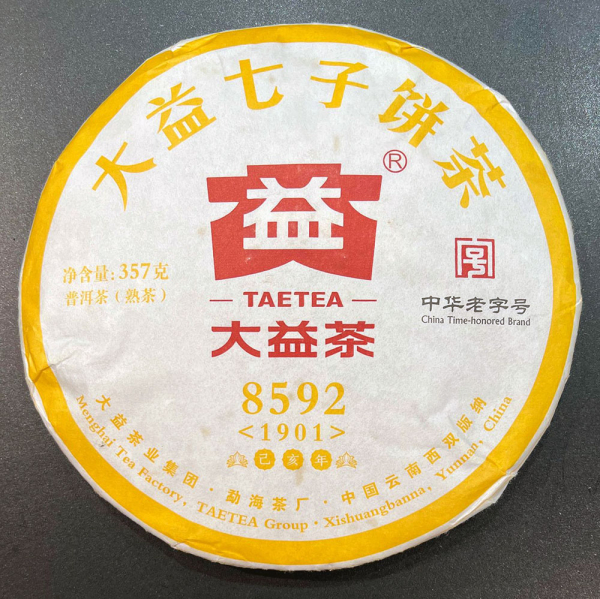 大益七子饼茶
益
®
TAETEA
大益茶
净含量: 357克
普洱茶（熟茶）
中华老字号
China Time-honored Brand
8592
<1901>
己亥年
大益茶业集团 · 勐海茶厂 · 中国云南西双版纳
Menghai Tea Factory, TAETEA Group · Xishuangbanna, Yunnan, China